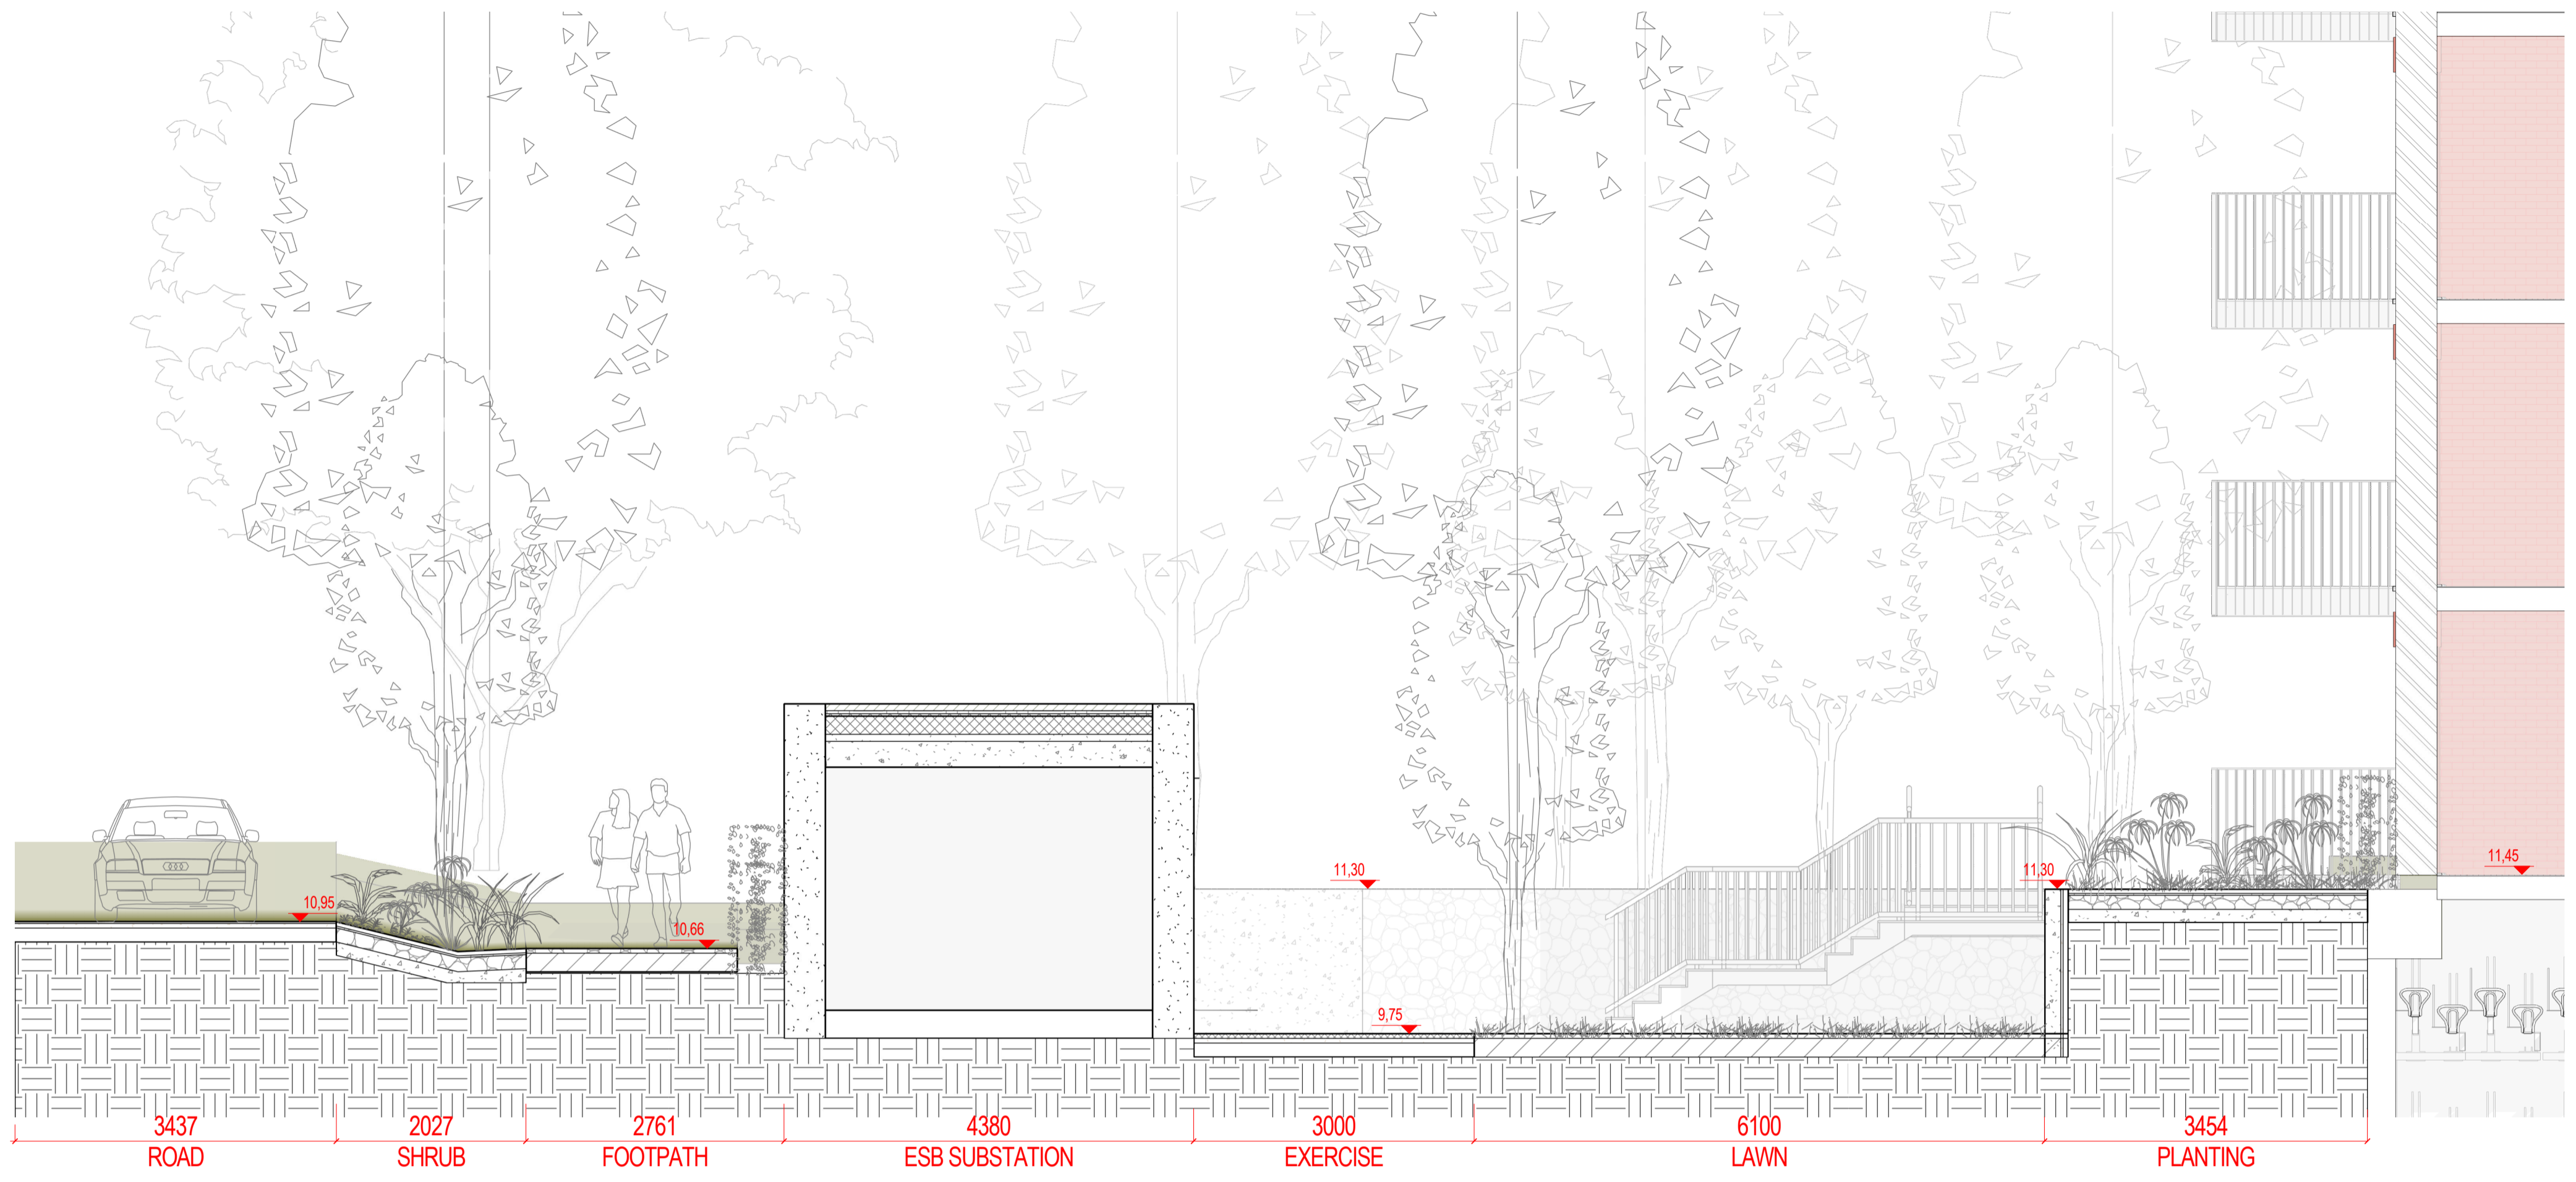 11,45
11,30
11,30
10,95
10,66
9,75
3437
2027
2761
4380
3000
6100
3454
ROAD
SHRUB
FOOTPATH
ESB SUBSTATION
EXERCISE
LAWN
PLANTING